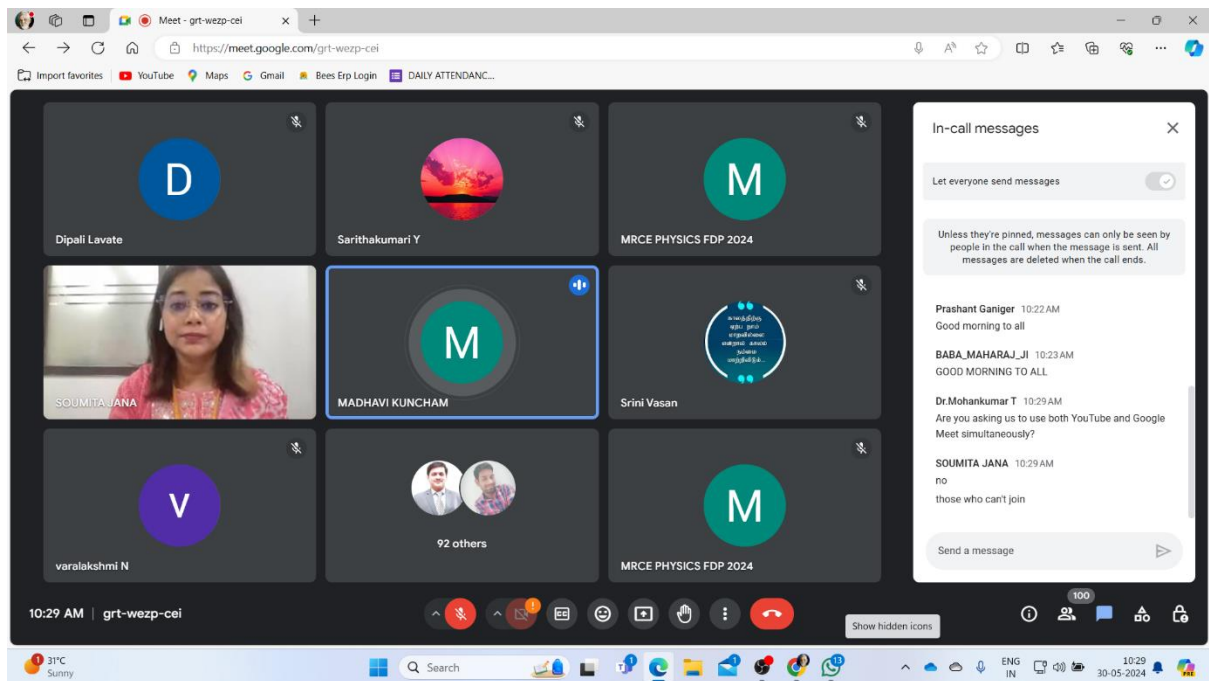 Meet - grt-wezp-cei
https://meet.google.com/grt-wezp-cei
Import favorites
YouTube
Maps
Gmail
Bees Erp Login
DAILY ATTENDANC...
D
Dipali Lavate
Sarithakumari Y
M
MRCE PHYSICS FDP 2024
SOUMITA JANA
M
MADHAVI KUNCHAM
Srini Vasan
V
varalakshmi N
92 others
M
MRCE PHYSICS FDP 2024
In-call messages
Let everyone send messages
Unless they're pinned, messages can only be seen by
people in the call when the message is sent. All
messages are deleted when the call ends.
Prashant Ganiger 10:22 AM
Good morning to all
BABA_MAHARAJ_JI 10:23 AM
GOOD MORNING TO ALL
Dr.Mohankumar T 10:29 AM
Are you asking us to use both YouTube and Google
Meet simultaneously?
SOUMITA JANA 10:29 AM
no
those who can't join
Send a message
10:29 AM | grt-wezp-cei
100
Show hidden icons
1
31°C
Sunny
Search
ENG
IN
10:29
30-05-2024